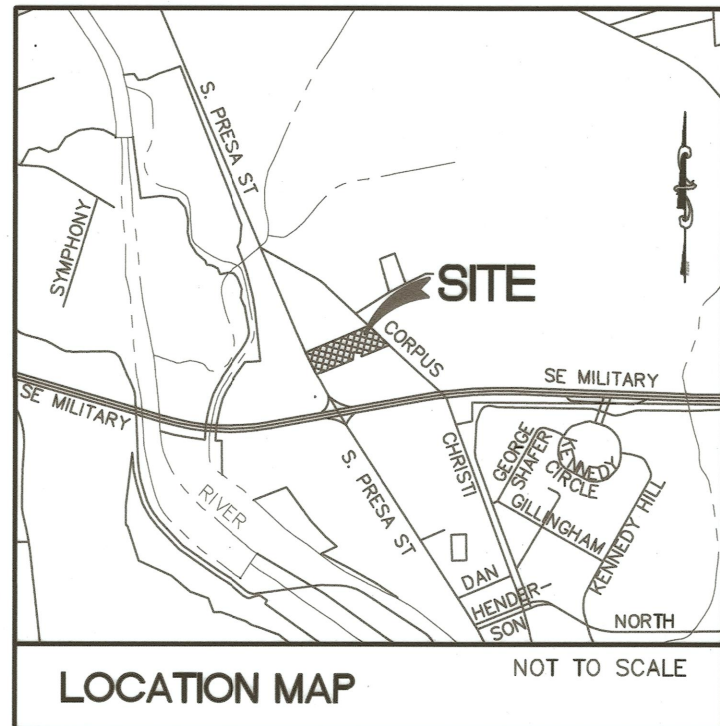 S. PRESA ST
SYMPHONY
SITE
CORPUS
SE MILITARY
SE MILITARY
GEORGE
SHAFER
KENNEDY
CIRCLE
CHRISTI
S. PRESA ST
GILLINGHAM
KENNEDY HILL
RIVER
DAN
HENDER-
SON
NORTH
LOCATION MAP
NOT TO SCALE